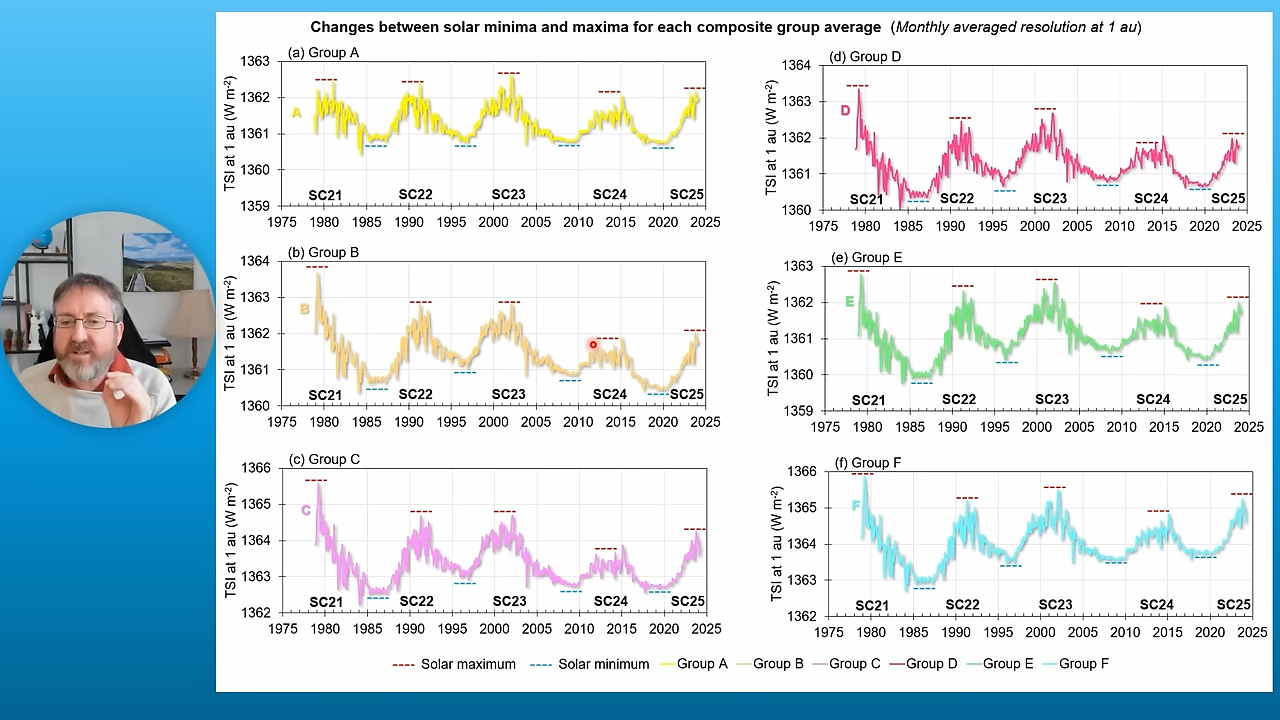 Changes between solar minima and maxima for each composite group average (Monthly averaged resolution at 1 au)
(a) Group A
TSI at 1 au (W m-2)
1363
1362
1361
1360
1359
A
SC21 SC22 SC23 SC24 SC25
1975 1980 1985 1990 1995 2000 2005 2010 2015 2020 2025
(b) Group B
TSI at 1 au (W m-2)
1364
1363
1362
1361
1360
B
SC21 SC22 SC23 SC24 SC25
1975 1980 1985 1990 1995 2000 2005 2010 2015 2020 2025
(c) Group C
TSI at 1 au (W m-2)
1366
1365
1364
1363
1362
C
SC21 SC22 SC23 SC24 SC25
1975 1980 1985 1990 1995 2000 2005 2010 2015 2020 2025
(d) Group D
TSI at 1 au (W m-2)
1364
1363
1362
1361
1360
D
SC21 SC22 SC23 SC24 SC25
1975 1980 1985 1990 1995 2000 2005 2010 2015 2020 2025
(e) Group E
TSI at 1 au (W m-2)
1363
1362
1361
1360
1359
E
SC21 SC22 SC23 SC24 SC25
1975 1980 1985 1990 1995 2000 2005 2010 2015 2020 2025
(f) Group F
TSI at 1 au (W m-2)
1366
1365
1364
1363
1362
F
SC21 SC22 SC23 SC24 SC25
1975 1980 1985 1990 1995 2000 2005 2010 2015 2020 2025
Solar maximum Solar minimum Group A Group B Group C Group D Group E Group F